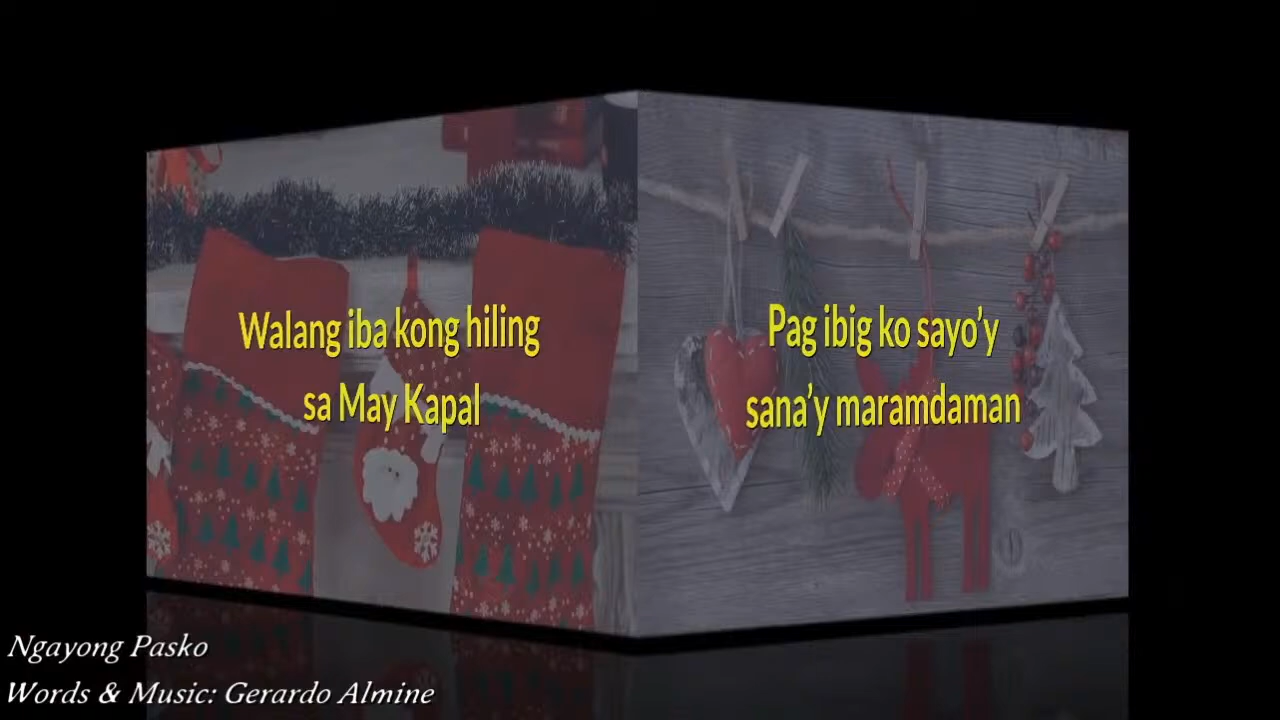 Walang iba kong hiling
sa May Kapal
Pag ibig ko sayo'y
sana'y maramdaman
Ngayong Pasko
Words & Music: Gerardo Almine